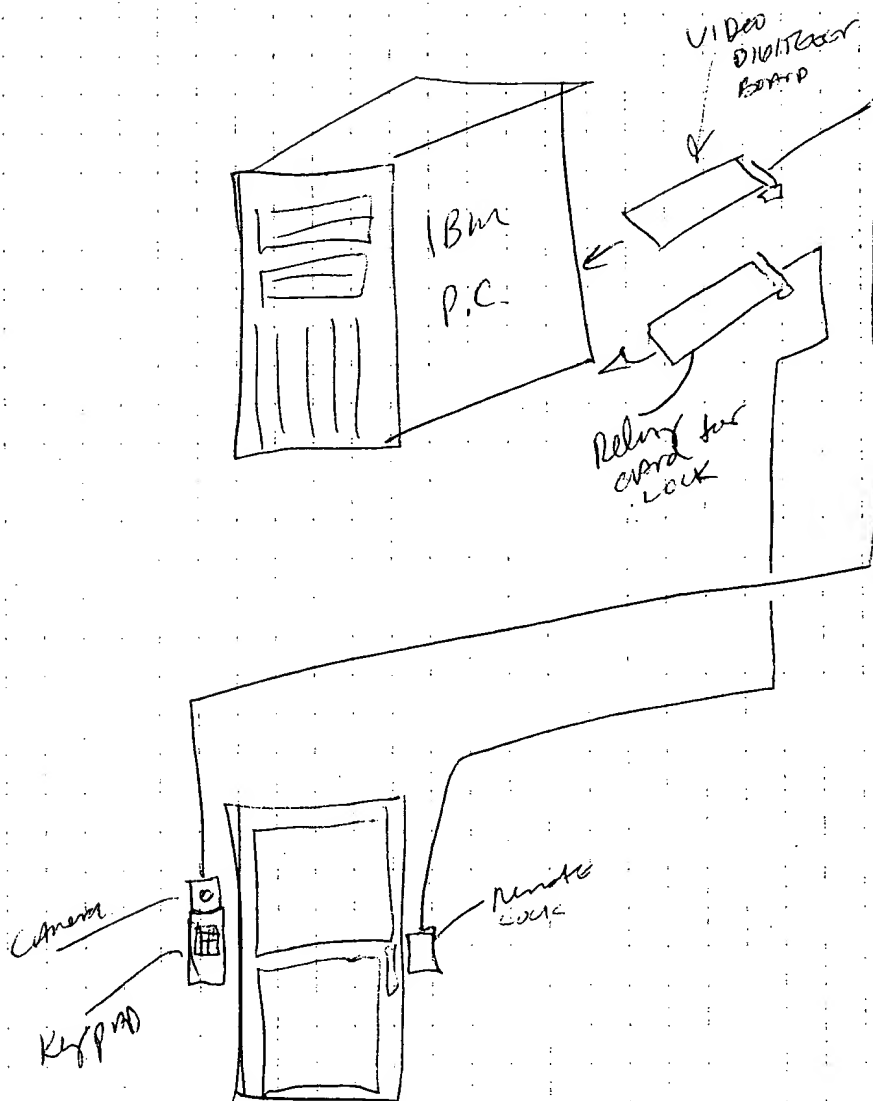 VIDEO
DIGITIZER
BOARD
IBM
P.C.
Relay for
card
LOCK
Camera
Remote
LOCK
Keypad